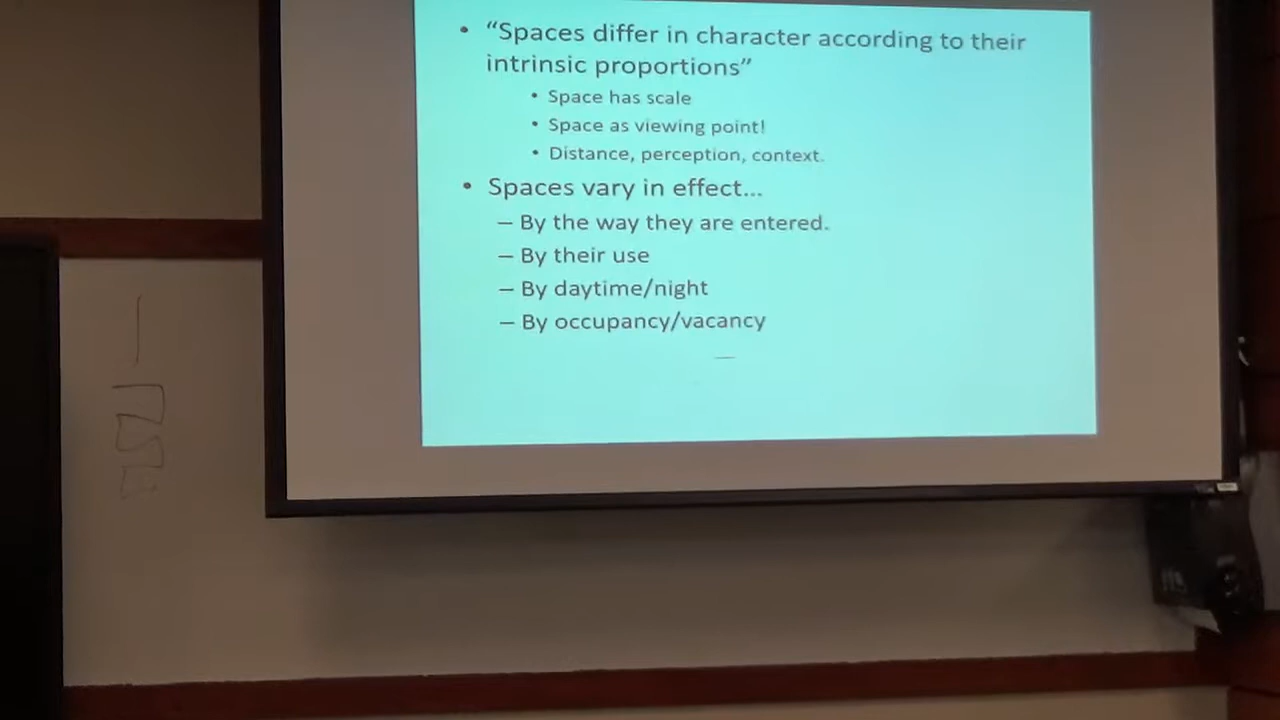 • “Spaces differ in character according to their
intrinsic proportions”
• Space has scale
• Space as viewing point!
• Distance, perception, context.
• Spaces vary in effect...
– By the way they are entered.
– By their use
– By daytime/night
– By occupancy/vacancy